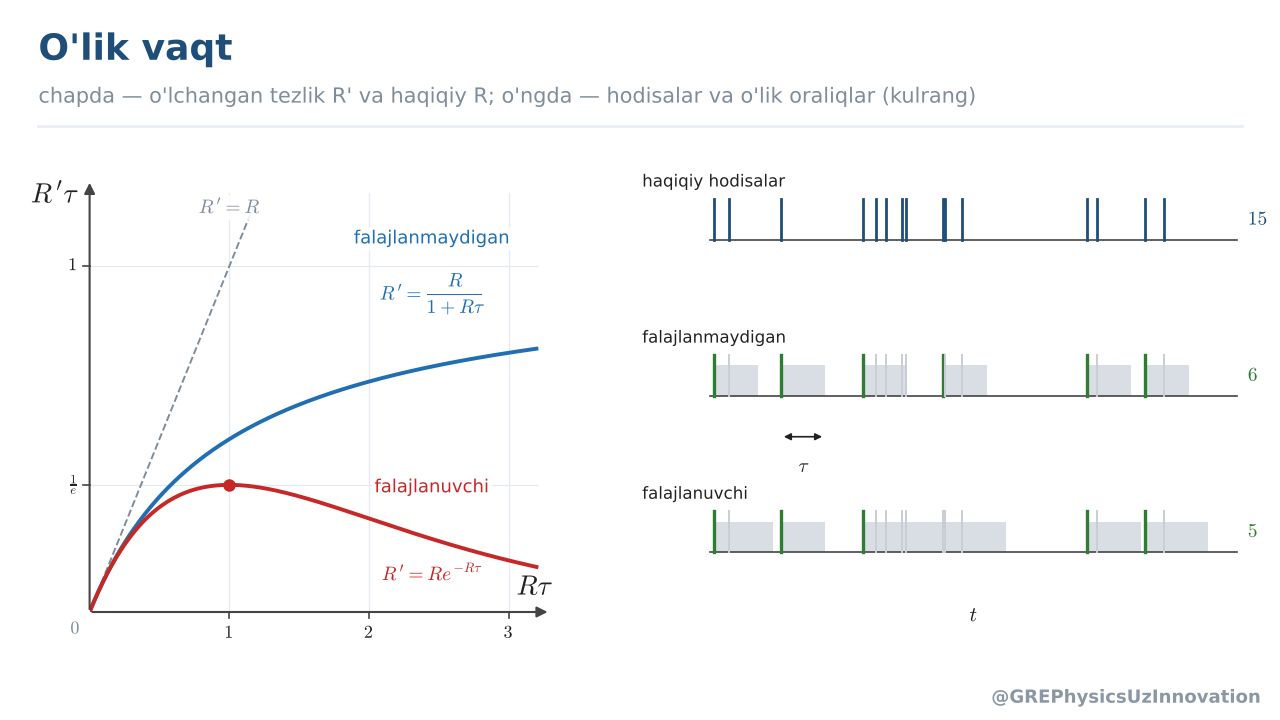 O'lik vaqt
chapda — o'lchangan tezlik R' va haqiqiy R; o'ngda — hodisalar va o'lik oraliqlar (kulrang)
R'τ
R' = R
falajlanmaydigan
R' = R / (1 + Rτ)
1
1/e
falajlanuvchi
R' = Re^{-Rτ}
Rτ
0
1
2
3
haqiqiy hodisalar
15
falajlanmaydigan
6
τ
falajlanuvchi
5
t
@GREPhysicsUzInnovation